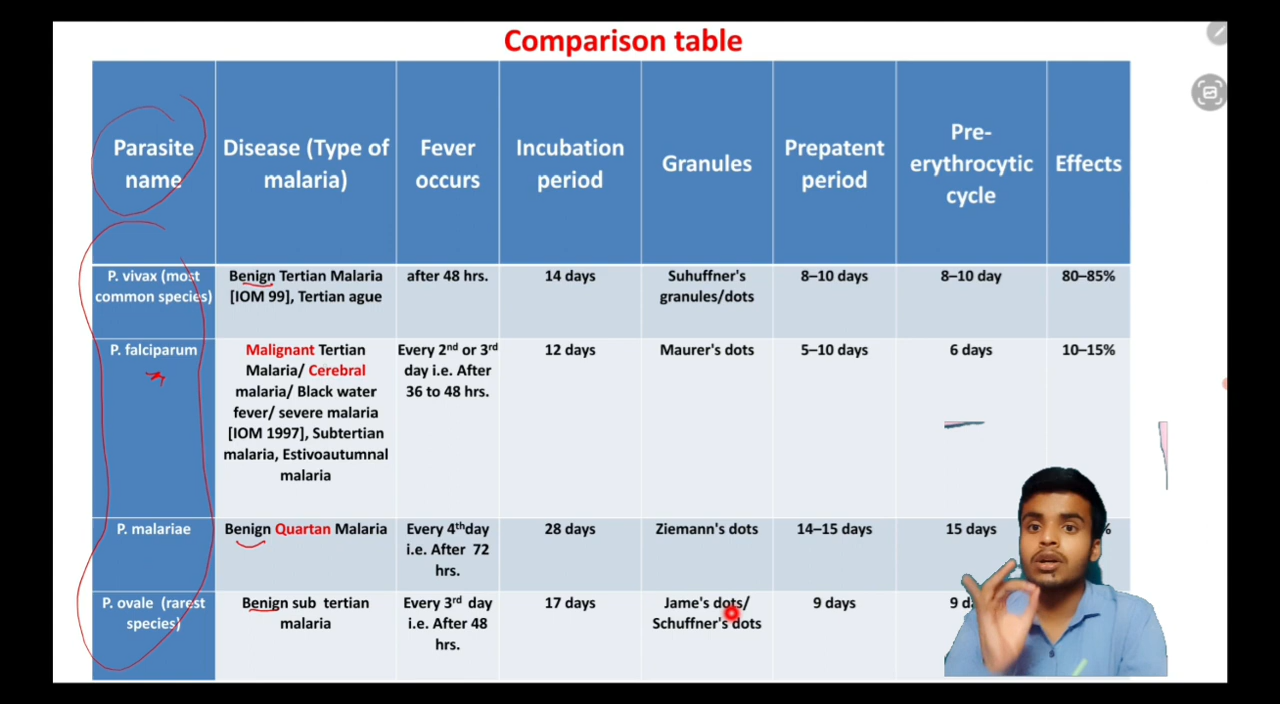 Comparison table
Parasite
name
Disease (Type of
malaria)
Fever
occurs
Incubation
period
Granules
Prepatent
period
Pre-
erythrocytic
cycle
Effects
P. vivax (most
common species)
Benign Tertian Malaria
[IOM 99], Tertian ague
after 48 hrs.
14 days
Suhuffner's
granules/dots
8–10 days
8–10 day
80–85%
P. falciparum
Malignant Tertian
Malaria/ Cerebral
malaria/ Black water
fever/ severe malaria
[IOM 1997], Subtertian
malaria, Estivoautumnal
malaria
Every 2nd or 3rd
day i.e. After
36 to 48 hrs.
12 days
Maurer's dots
5–10 days
6 days
10–15%
P. malariae
Benign Quartan Malaria
Every 4thday
i.e. After 72
hrs.
28 days
Ziemann's dots
14–15 days
15 days
%
P. ovale (rarest
species)
Benign sub tertian
malaria
Every 3rd day
i.e. After 48
hrs.
17 days
Jame's dots/
Schuffner's dots
9 days
9